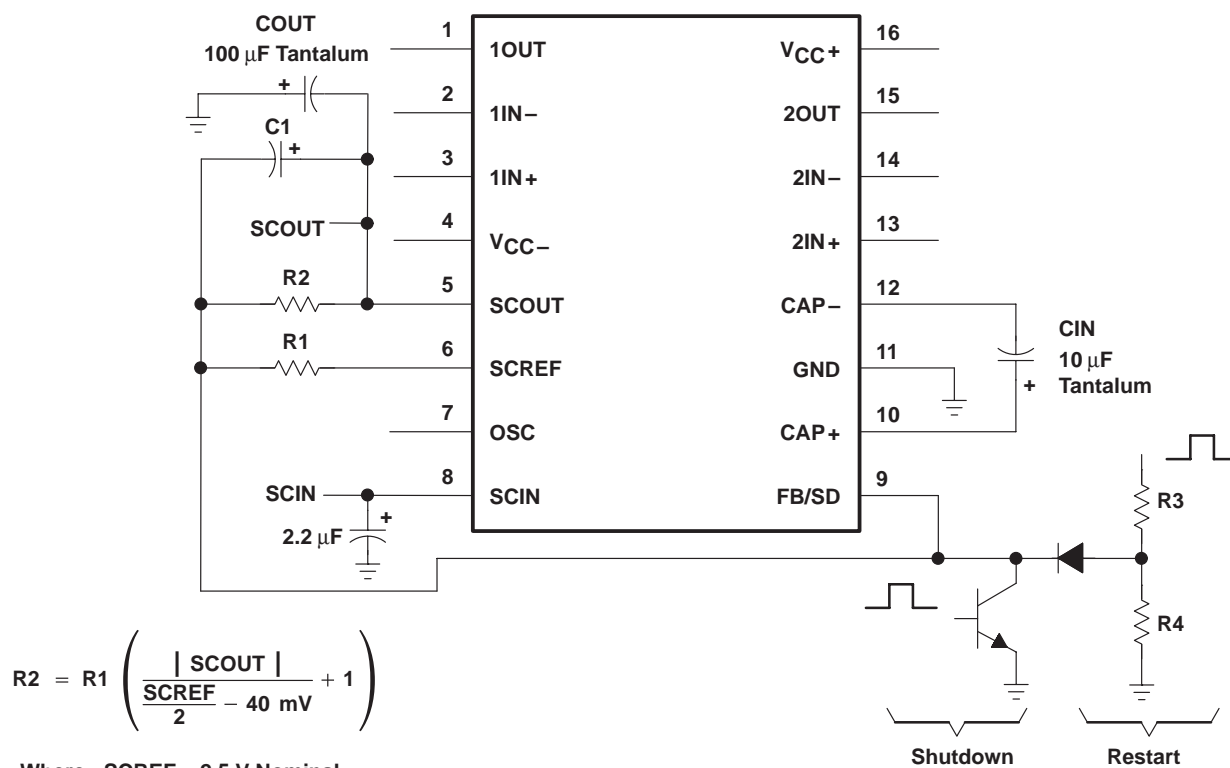 COUT
100 μF Tantalum
+
C1
+
SCOUT
R2
R1
SCIN
+
2.2 μF
1
2
3
4
5
6
7
8
1OUT
1IN–
1IN+
VCC–
SCOUT
SCREF
OSC
SCIN
VCC+
2OUT
2IN–
2IN+
CAP–
GND
CAP+
FB/SD
16
15
14
13
12
11
10
9
CIN
10 μF
Tantalum
+
R3
R4
Shutdown
Restart
R2 = R1 ( | SCOUT | / ( SCREF / 2 – 40 mV ) + 1 )